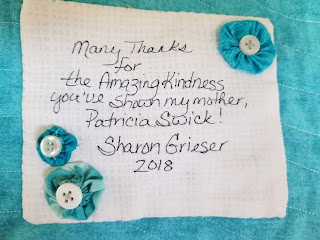 Many Thanks
for
the Amazing Kindness
you've shown my mother,
Patricia Swick!
Sharon Grieser
2018